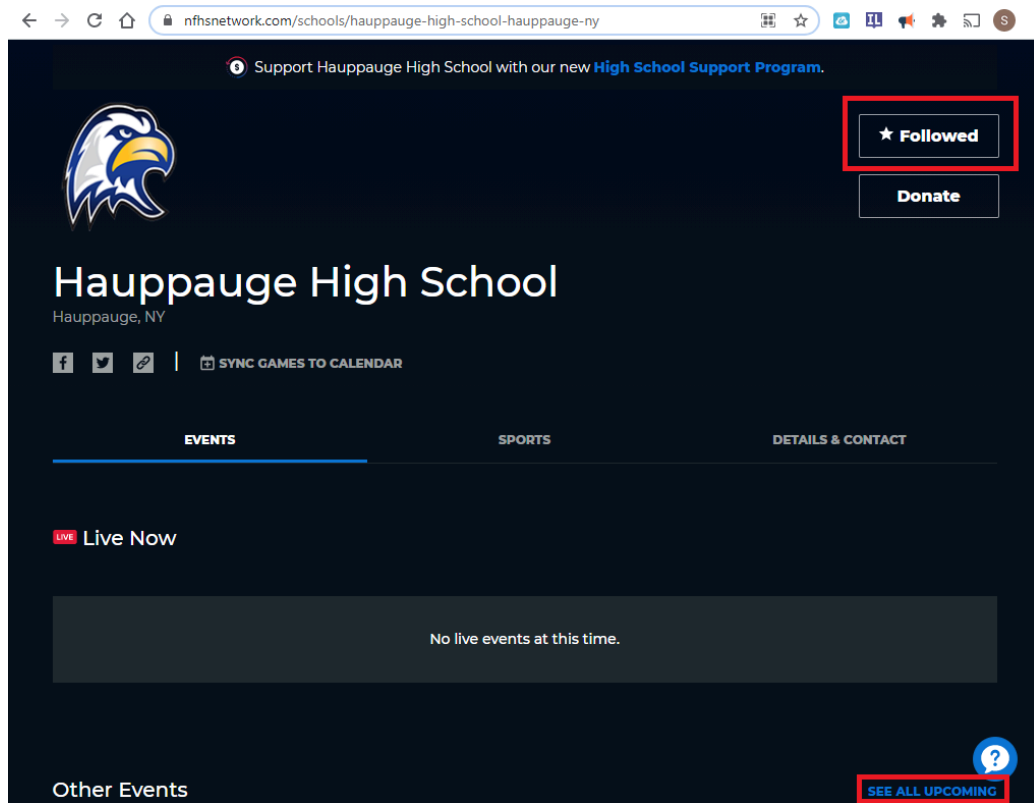 nfhsnetwork.com/schools/hauppauge-high-school-hauppauge-ny
IL
S
$ Support Hauppauge High School with our new High School Support Program.
★ Followed
Donate
Hauppauge High School
Hauppauge, NY
SYNC GAMES TO CALENDAR
EVENTS SPORTS DETAILS & CONTACT
LIVE Live Now
No live events at this time.
?
Other Events SEE ALL UPCOMING